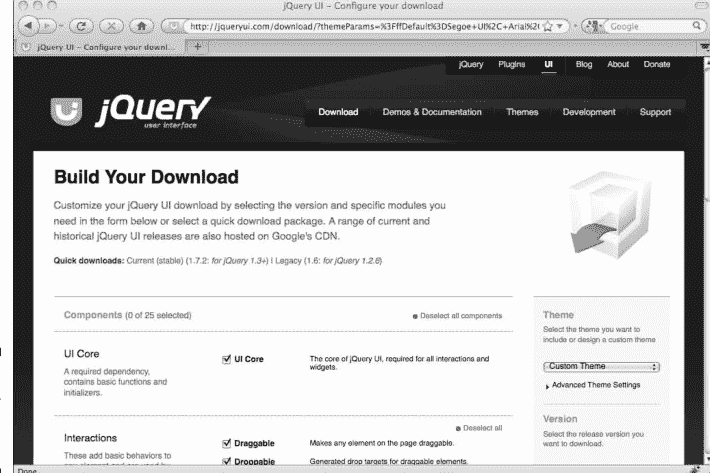 jQuery UI – Configure your download
http://jqueryui.com/download/?themeParams=%3FffDefault%3DSegoe+UI%2C+Arial%2(
Google
jQuery UI – Configure your downl...
jQuery Plugins UI Blog About Donate
jQuery
user interface
Download Demos & Documentation Themes Development Support
Build Your Download
Customize your jQuery UI download by selecting the version and specific modules you
need in the form below or select a quick download package. A range of current and
historical jQuery UI releases are also hosted on Google's CDN.
Quick downloads: Current (stable) (1.7.2: for jQuery 1.3+) | Legacy (1.6: for jQuery 1.2.6)
Components (0 of 25 selected)
Deselect all components
UI Core
A required dependency,
contains basic functions and
initializers.
UI Core
The core of jQuery UI, required for all interactions and
widgets.
Deselect all
Interactions
These add basic behaviors to
Draggable
Makes any element on the page draggable.
Droppable
Generated drop targets for draggable elements.
Theme
Select the theme you want to
include or design a custom theme
Custom Theme
Advanced Theme Settings
Version
Select the release version you
want to download.
Done